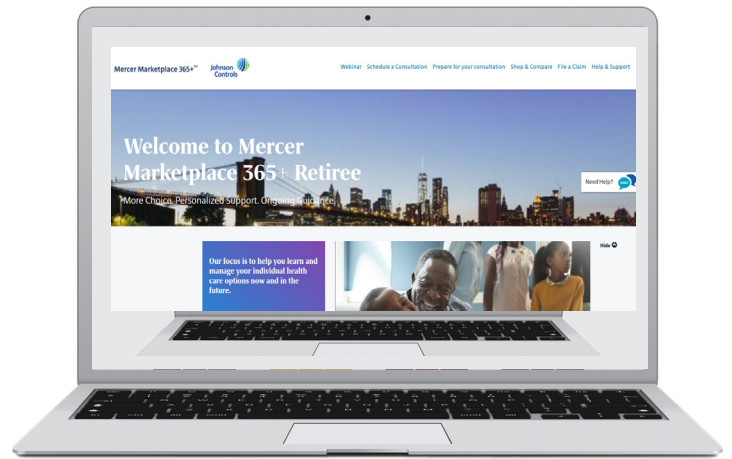 Mercer Marketplace 365+℠
Johnson
Controls
Webinar Schedule a Consultation Prepare for your consultation Shop & Compare File a Claim Help & Support
Welcome to Mercer
Marketplace 365+ Retiree
More Choice. Personalized Support. Ongoing Guidance.
Need Help?
Hide
Our focus is to help you learn and
manage your individual health
care options now and in the
future.